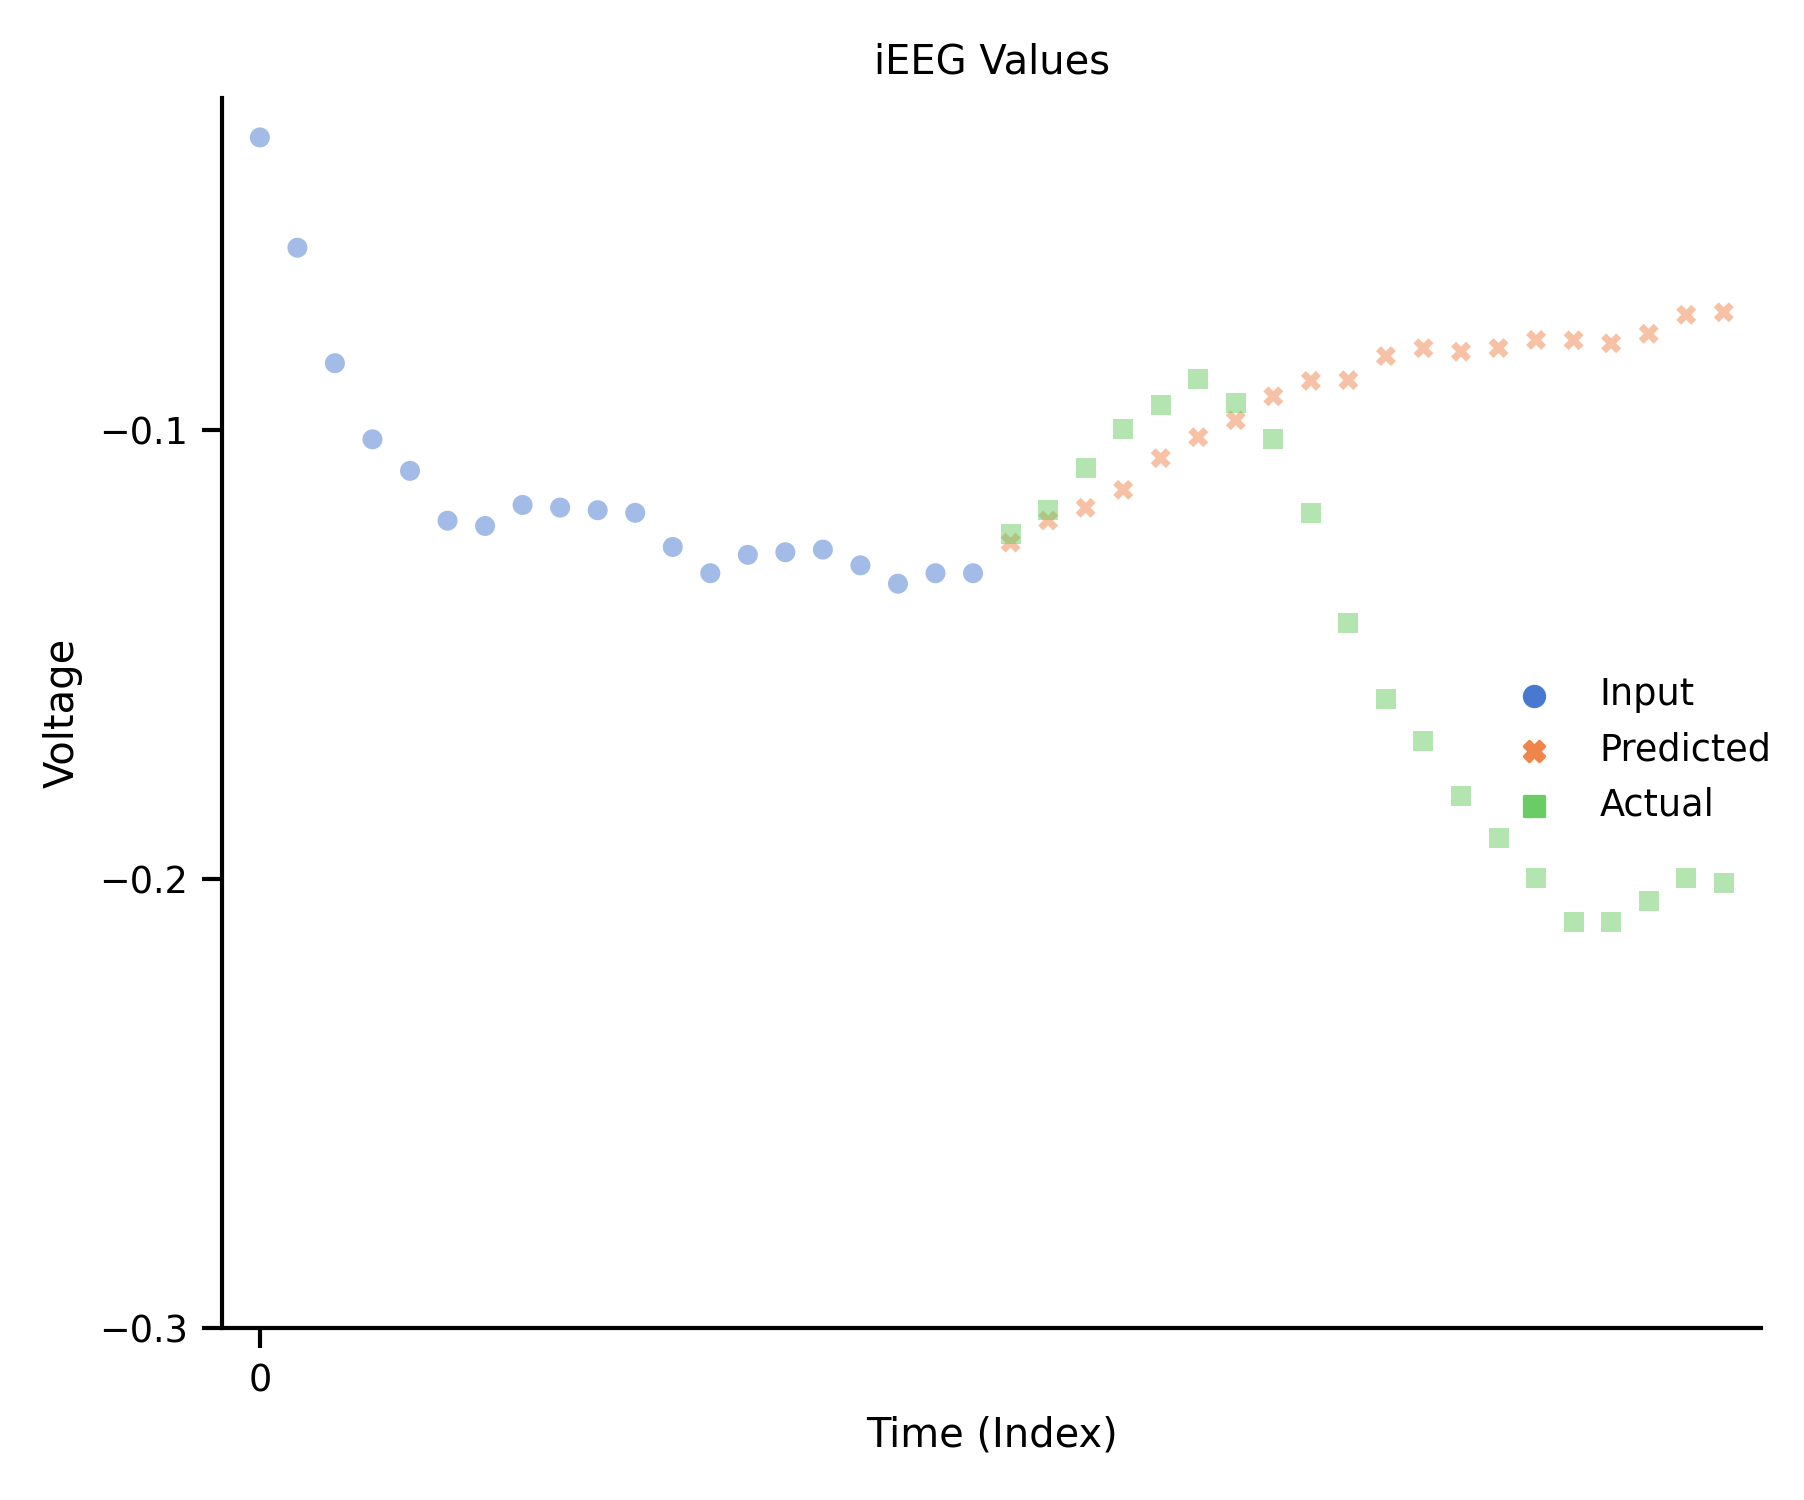 iEEG Values
Voltage
−0.1
−0.2
−0.3
0
Time (Index)
Input
Predicted
Actual